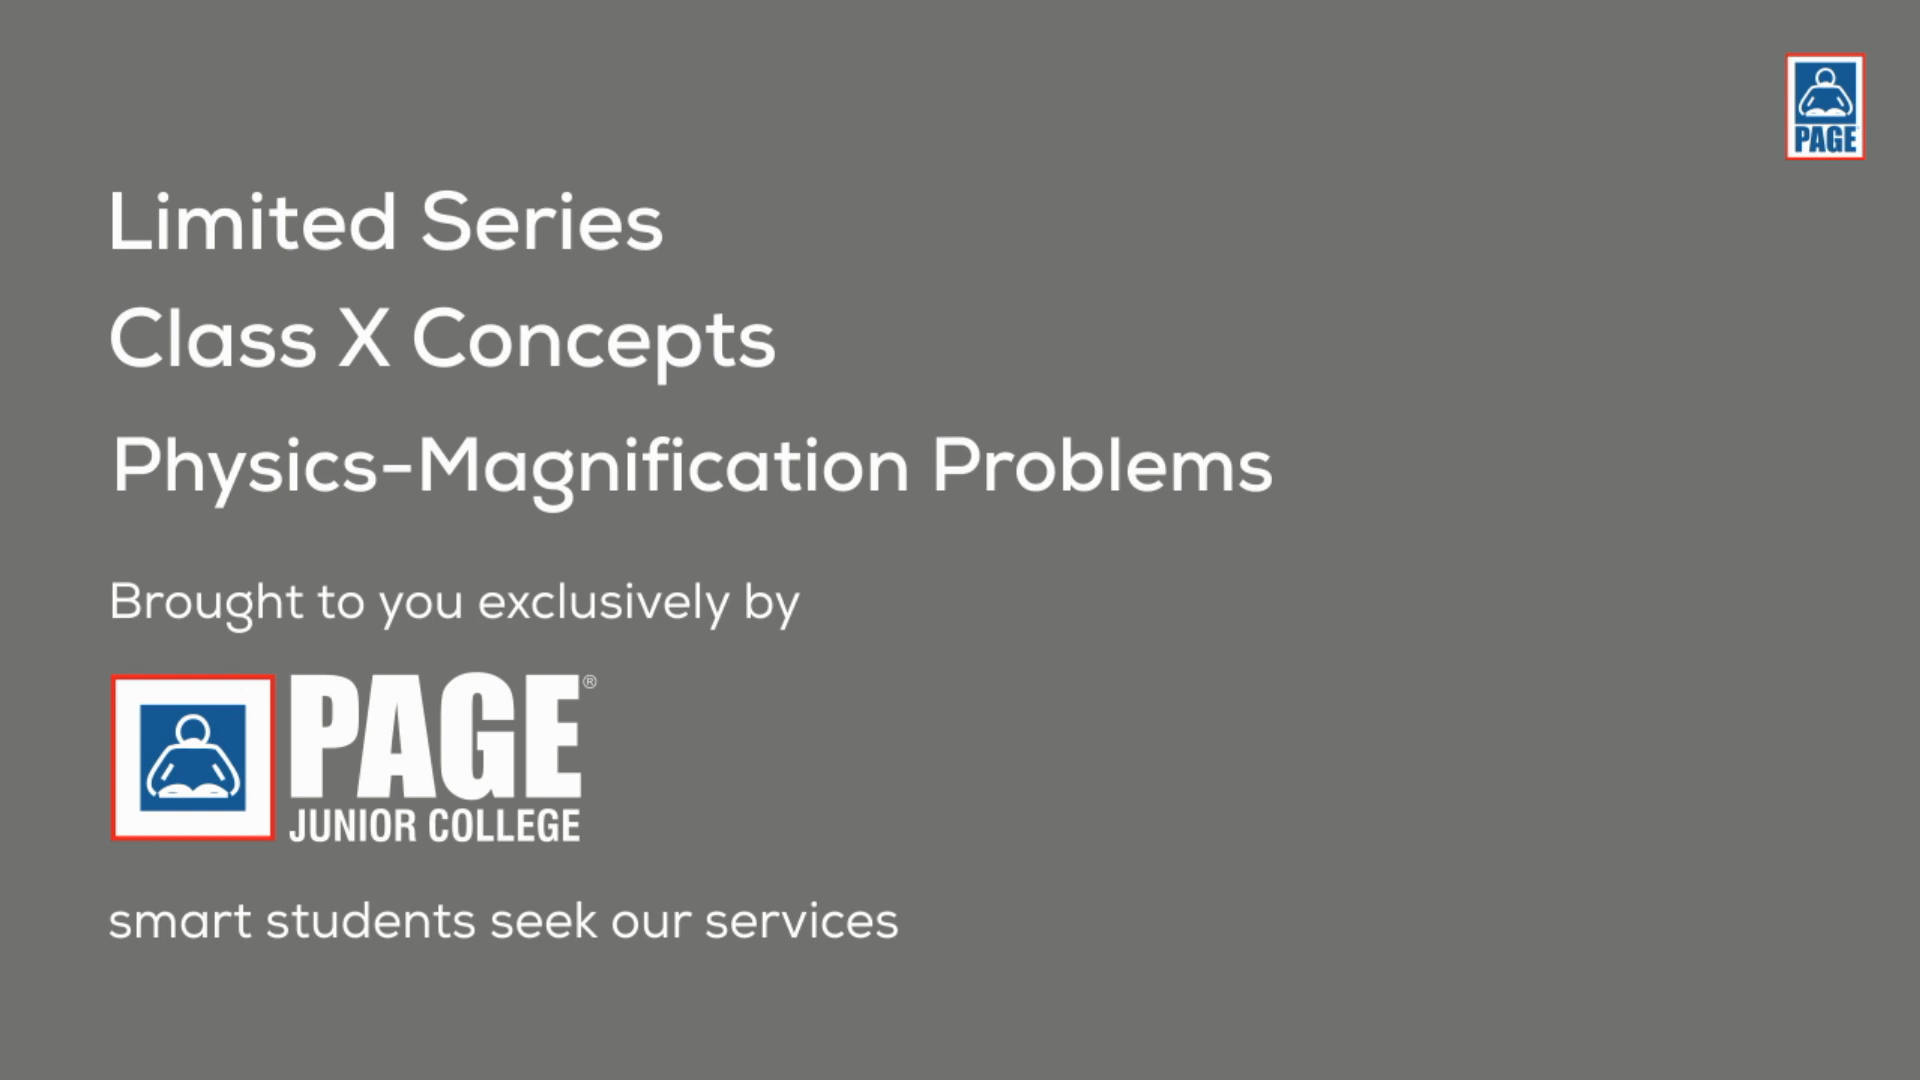 PAGE
Limited Series
Class X Concepts
Physics-Magnification Problems
Brought to you exclusively by
PAGE®
JUNIOR COLLEGE
smart students seek our services